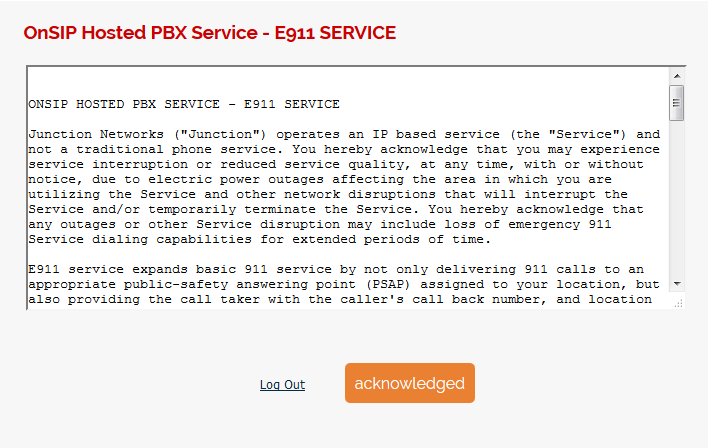 OnSIP Hosted PBX Service - E911 SERVICE
ONSIP HOSTED PBX SERVICE - E911 SERVICE
Junction Networks ("Junction") operates an IP based service (the "Service") and
not a traditional phone service. You hereby acknowledge that you may experience
service interruption or reduced service quality, at any time, with or without
notice, due to electric power outages affecting the area in which you are
utilizing the Service and other network disruptions that will interrupt the
Service and/or temporarily terminate the Service. You hereby acknowledge that
any outages or other Service disruption may include loss of emergency 911
Service dialing capabilities for extended periods of time.
E911 service expands basic 911 service by not only delivering 911 calls to an
appropriate public-safety answering point (PSAP) assigned to your location, but
also providing the call taker with the caller's call back number, and location
Log Out
acknowledged